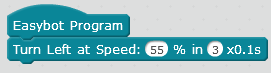 Easybot Program
Turn Left at Speed: 55 % in 3 x0.1s